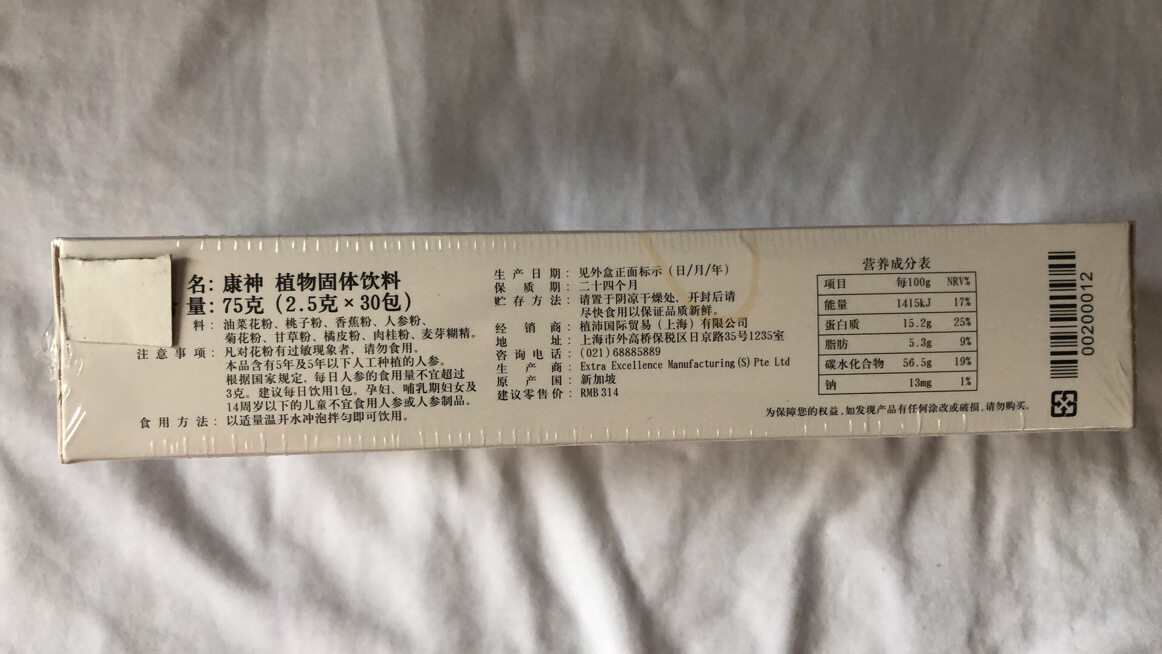 名：康神 植物固体饮料
量：75克（2.5克×30包）
料：油菜花粉、桃子粉、香蕉粉、人参粉、
菊花粉、甘草粉、橘皮粉、肉桂粉、麦芽糊精。
注意事项：凡对花粉有过敏现象者，请勿食用。
本品含有5年及5年以下人工种植的人参。
根据国家规定，每日人参的食用量不宜超过
3克。建议每日饮用1包。孕妇、哺乳期妇女及
14周岁以下的儿童不宜食用人参或人参制品。
食用方法：以适量温开水冲泡拌匀即可饮用。
生产日期：见外盒正面标示（日/月/年）
保质期：二十四个月
贮存方法：请置于阴凉干燥处，开封后请
尽快食用以保证品质新鲜。
经销商：植沛国际贸易（上海）有限公司
地址：上海市外高桥保税区日京路35号1235室
咨询电话：(021)68885889
生产商：Extra Excellence Manufacturing(S)Pte Ltd
原产国：新加坡
建议零售价：RMB 314
营养成分表
项目 每100g NRV%
能量 1415kJ 17%
蛋白质 15.2g 25%
脂肪 5.3g 9%
碳水化合物 56.5g 19%
钠 13mg 1%
为保障您的权益，如发现产品有任何涂改或破损，请勿购买。
00200012